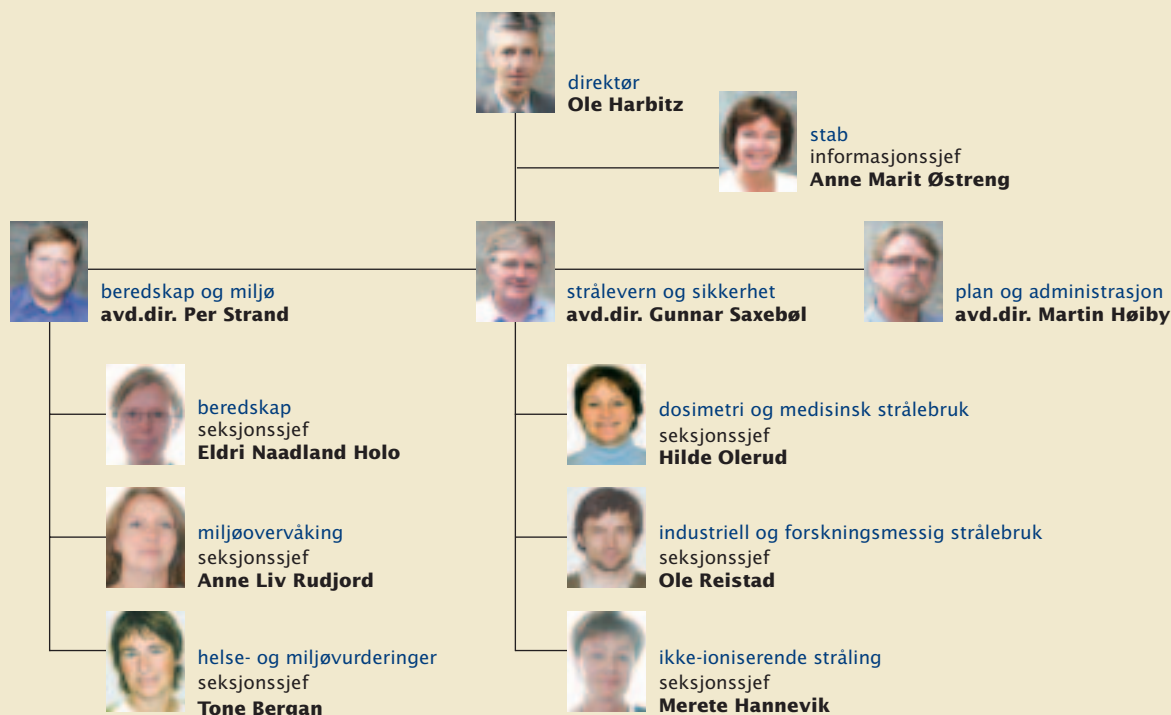 direktør
Ole Harbitz
stab
informasjonssjef
Anne Marit Østreng
beredskap og miljø
avd.dir. Per Strand
strålevern og sikkerhet
avd.dir. Gunnar Saxebøl
plan og administrasjon
avd.dir. Martin Høiby
beredskap
seksjonssjef
Eldri Naadland Holo
miljøovervåking
seksjonssjef
Anne Liv Rudjord
helse- og miljøvurderinger
seksjonssjef
Tone Bergan
dosimetri og medisinsk strålebruk
seksjonssjef
Hilde Olerud
industriell og forskningsmessig strålebruk
seksjonssjef
Ole Reistad
ikke-ioniserende stråling
seksjonssjef
Merete Hannevik